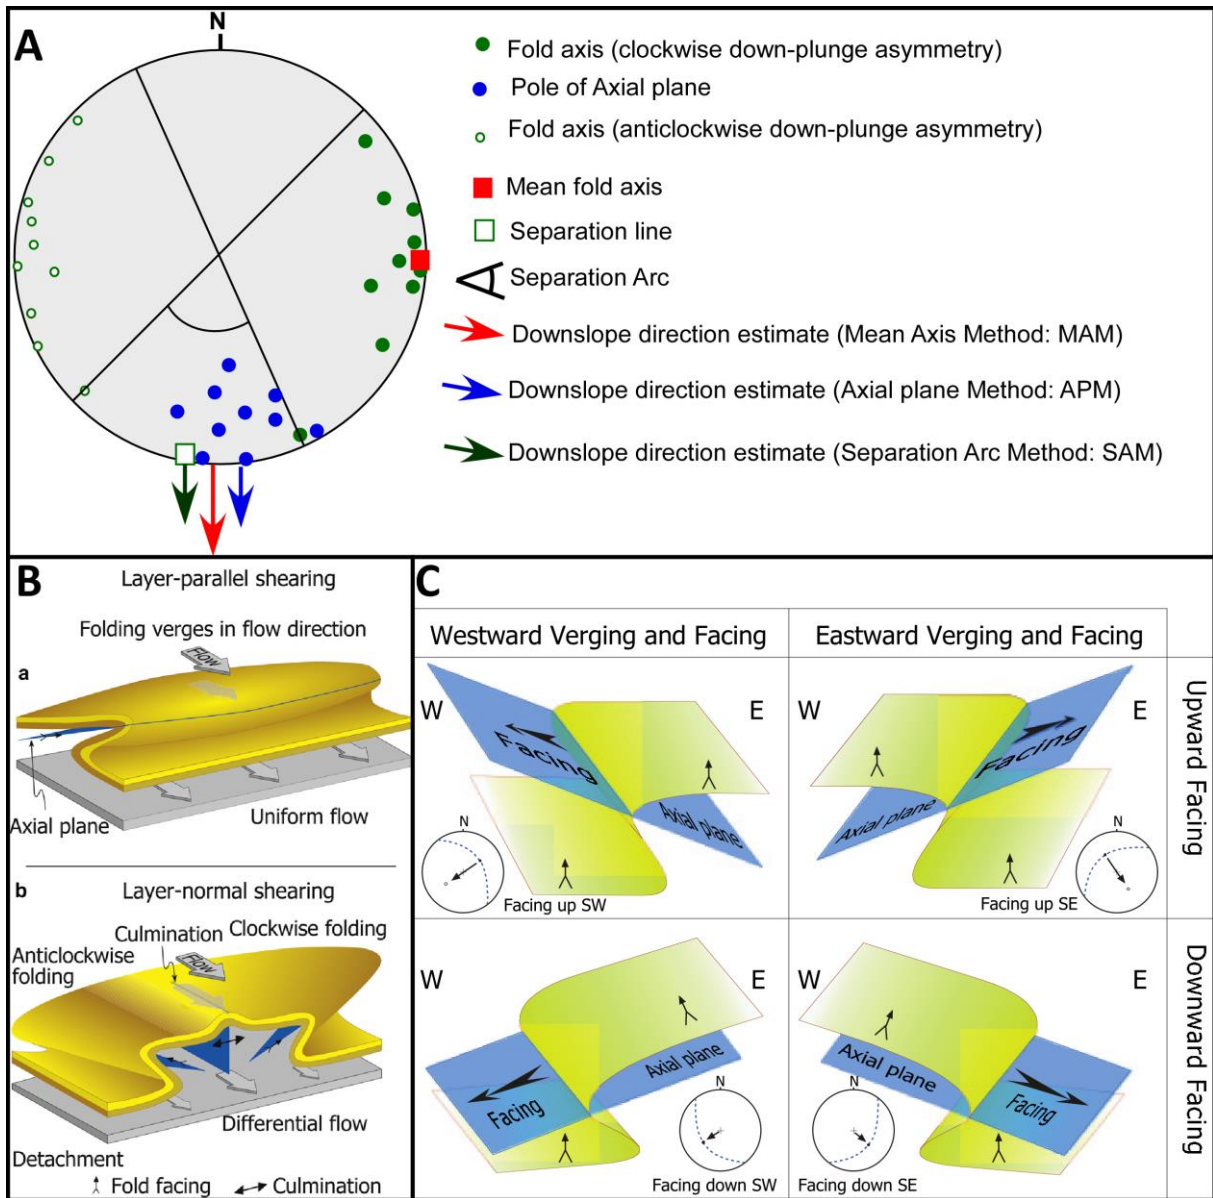 A
N
Fold axis (clockwise down-plunge asymmetry)
Pole of Axial plane
Fold axis (anticlockwise down-plunge asymmetry)
Mean fold axis
Separation line
Separation Arc
Downslope direction estimate (Mean Axis Method: MAM)
Downslope direction estimate (Axial plane Method: APM)
Downslope direction estimate (Separation Arc Method: SAM)
B
Layer-parallel shearing
Folding verges in flow direction
a
Flow
Axial plane
Uniform flow
b
Layer-normal shearing
Culmination
Clockwise folding
Anticlockwise
folding
Flow
Differential flow
Detachment
Fold facing
Culmination
C
Westward Verging and Facing
Eastward Verging and Facing
Upward Facing
W
E
Facing
Axial plane
N
Facing up SW
W
E
Facing
Axial plane
N
Facing up SE
Downward Facing
W
E
Axial plane
Facing
N
Facing down SW
W
E
Axial plane
Facing
N
Facing down SE